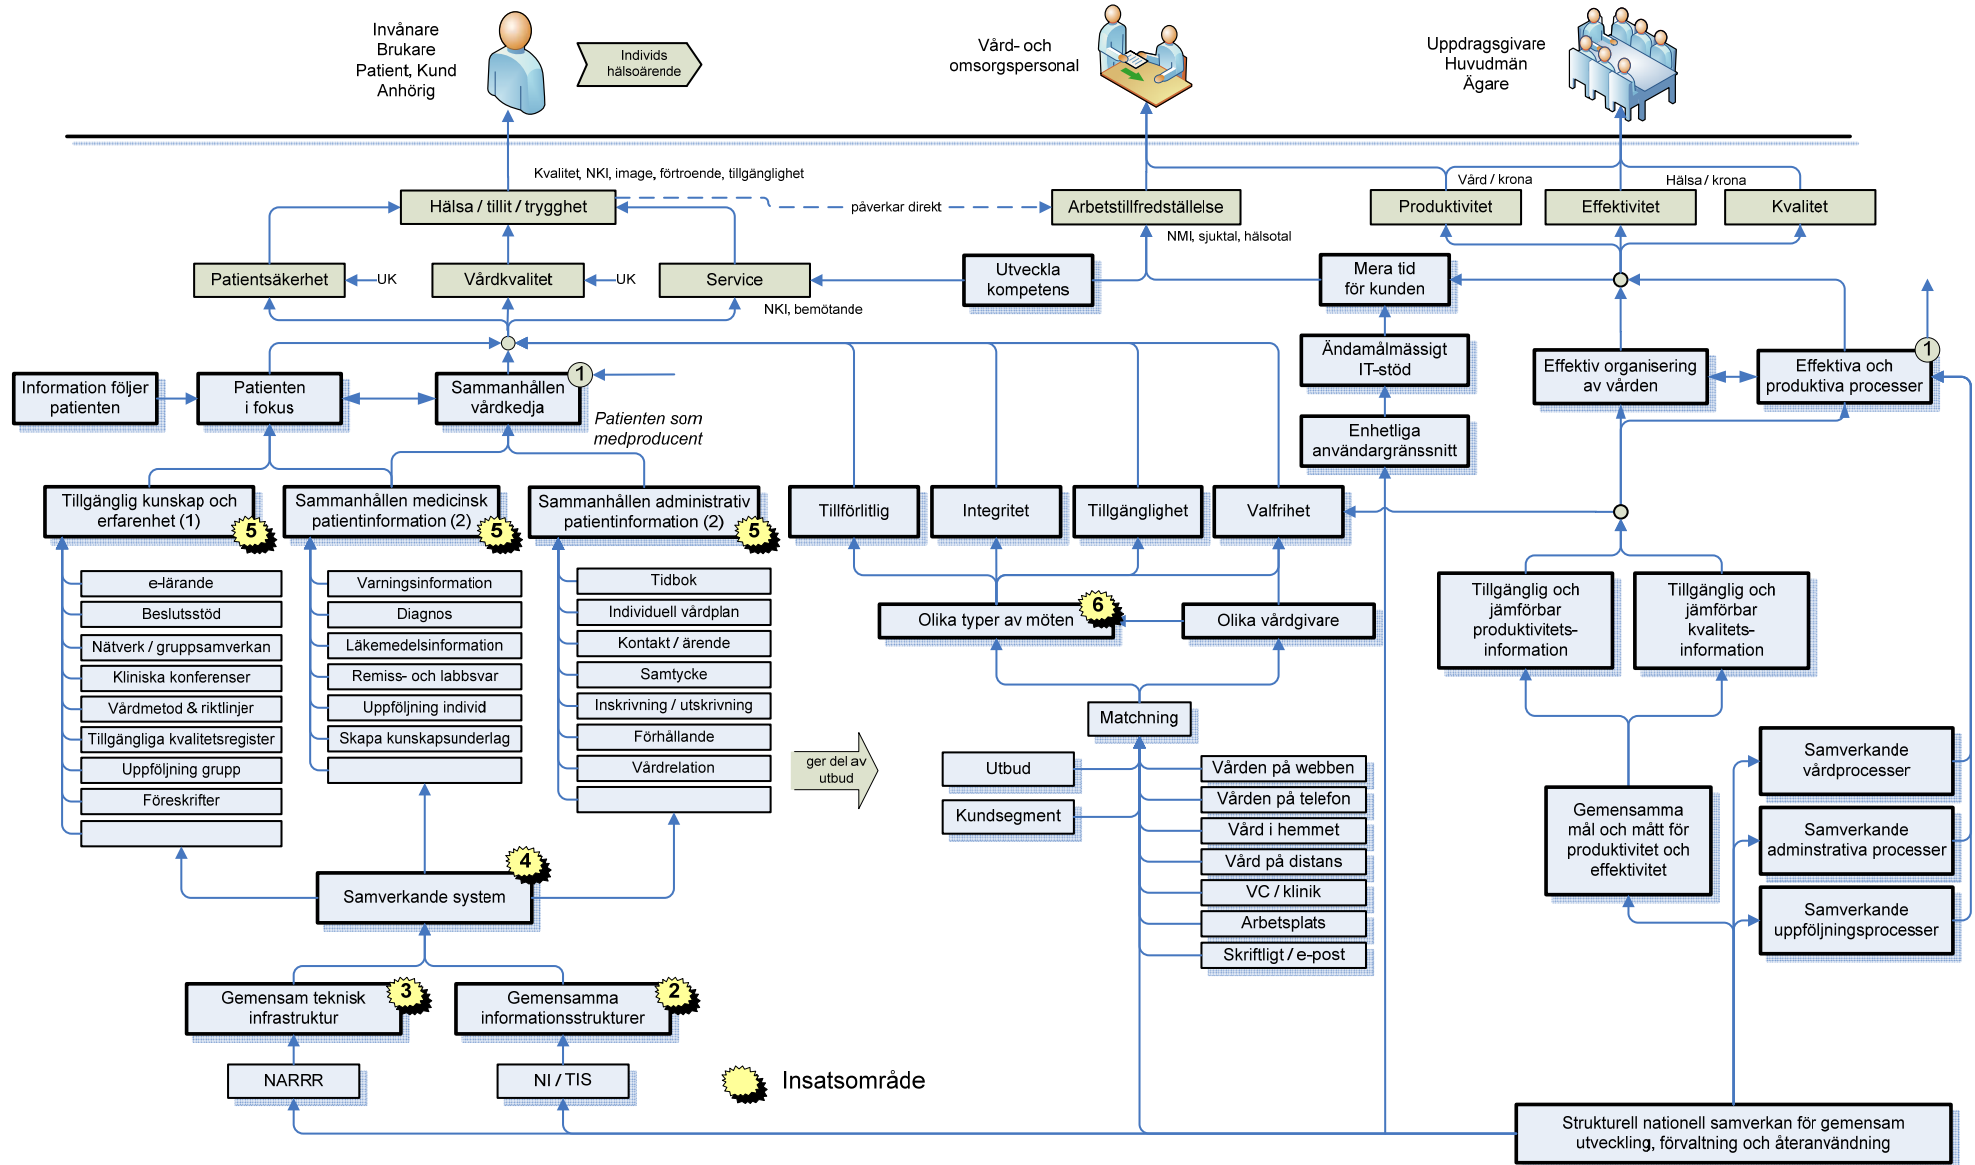 Invånare
Brukare
Patient, Kund
Anhörig
Individs
hälsoärende
Vård- och
omsorgspersonal
Uppdragsgivare
Huvudmän
Ägare
Kvalitet, NKI, image, förtroende, tillgänglighet
Hälsa / tillit / trygghet
påverkar direkt
Arbetstillfredställelse
NMI, sjuktal, hälsotal
Vård / krona
Hälsa / krona
Produktivitet
Effektivitet
Kvalitet
Patientsäkerhet
UK
Vårdkvalitet
UK
Service
NKI, bemötande
Utveckla
kompetens
Mera tid
för kunden
Ändamålmässigt
IT-stöd
Enhetliga
användargränssnitt
Effektiv organisering
av vården
Effektiva och
produktiva processer
1
Information följer
patienten
Patienten
i fokus
Sammanhållen
vårdkedja
1
Patienten som
medproducent
Tillgänglig kunskap och
erfarenhet (1)
5
Sammanhållen medicinsk
patientinformation (2)
5
Sammanhållen administrativ
patientinformation (2)
5
Tillförlitlig
Integritet
Tillgänglighet
Valfrihet
e-lärande
Beslutsstöd
Nätverk / gruppsamverkan
Kliniska konferenser
Vårdmetod & riktlinjer
Tillgängliga kvalitetsregister
Uppföljning grupp
Föreskrifter
Varningsinformation
Diagnos
Läkemedelsinformation
Remiss- och labbsvar
Uppföljning individ
Skapa kunskapsunderlag
Tidbok
Individuell vårdplan
Kontakt / ärende
Samtycke
Inskrivning / utskrivning
Förhållande
Vårdrelation
ger del av
utbud
Olika typer av möten
6
Olika vårdgivare
Matchning
Utbud
Kundsegment
Vården på webben
Vården på telefon
Vård i hemmet
Vård på distans
VC / klinik
Arbetsplats
Skriftligt / e-post
Tillgänglig och
jämförbar
produktivitets-
information
Tillgänglig och
jämförbar
kvalitets-
information
Gemensamma
mål och mått för
produktivitet och
effektivitet
Samverkande
vårdprocesser
Samverkande
adminstrativa processer
Samverkande
uppföljningsprocesser
Samverkande system
4
Gemensam teknisk
infrastruktur
3
Gemensamma
informationsstrukturer
2
NARRR
NI / TIS
Insatsområde
Strukturell nationell samverkan för gemensam
utveckling, förvaltning och återanvändning